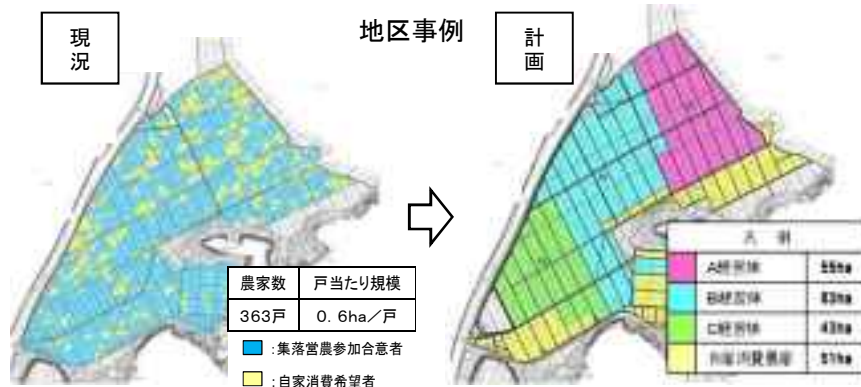 地区事例
現況
計画
農家数 戸当たり規模
363戸 0.6ha/戸
:集落営農参加合意者
:自家消費希望者
凡例
A経営体 55ha
B経営体 83ha
C経営体 43ha
自家消費農家 51ha